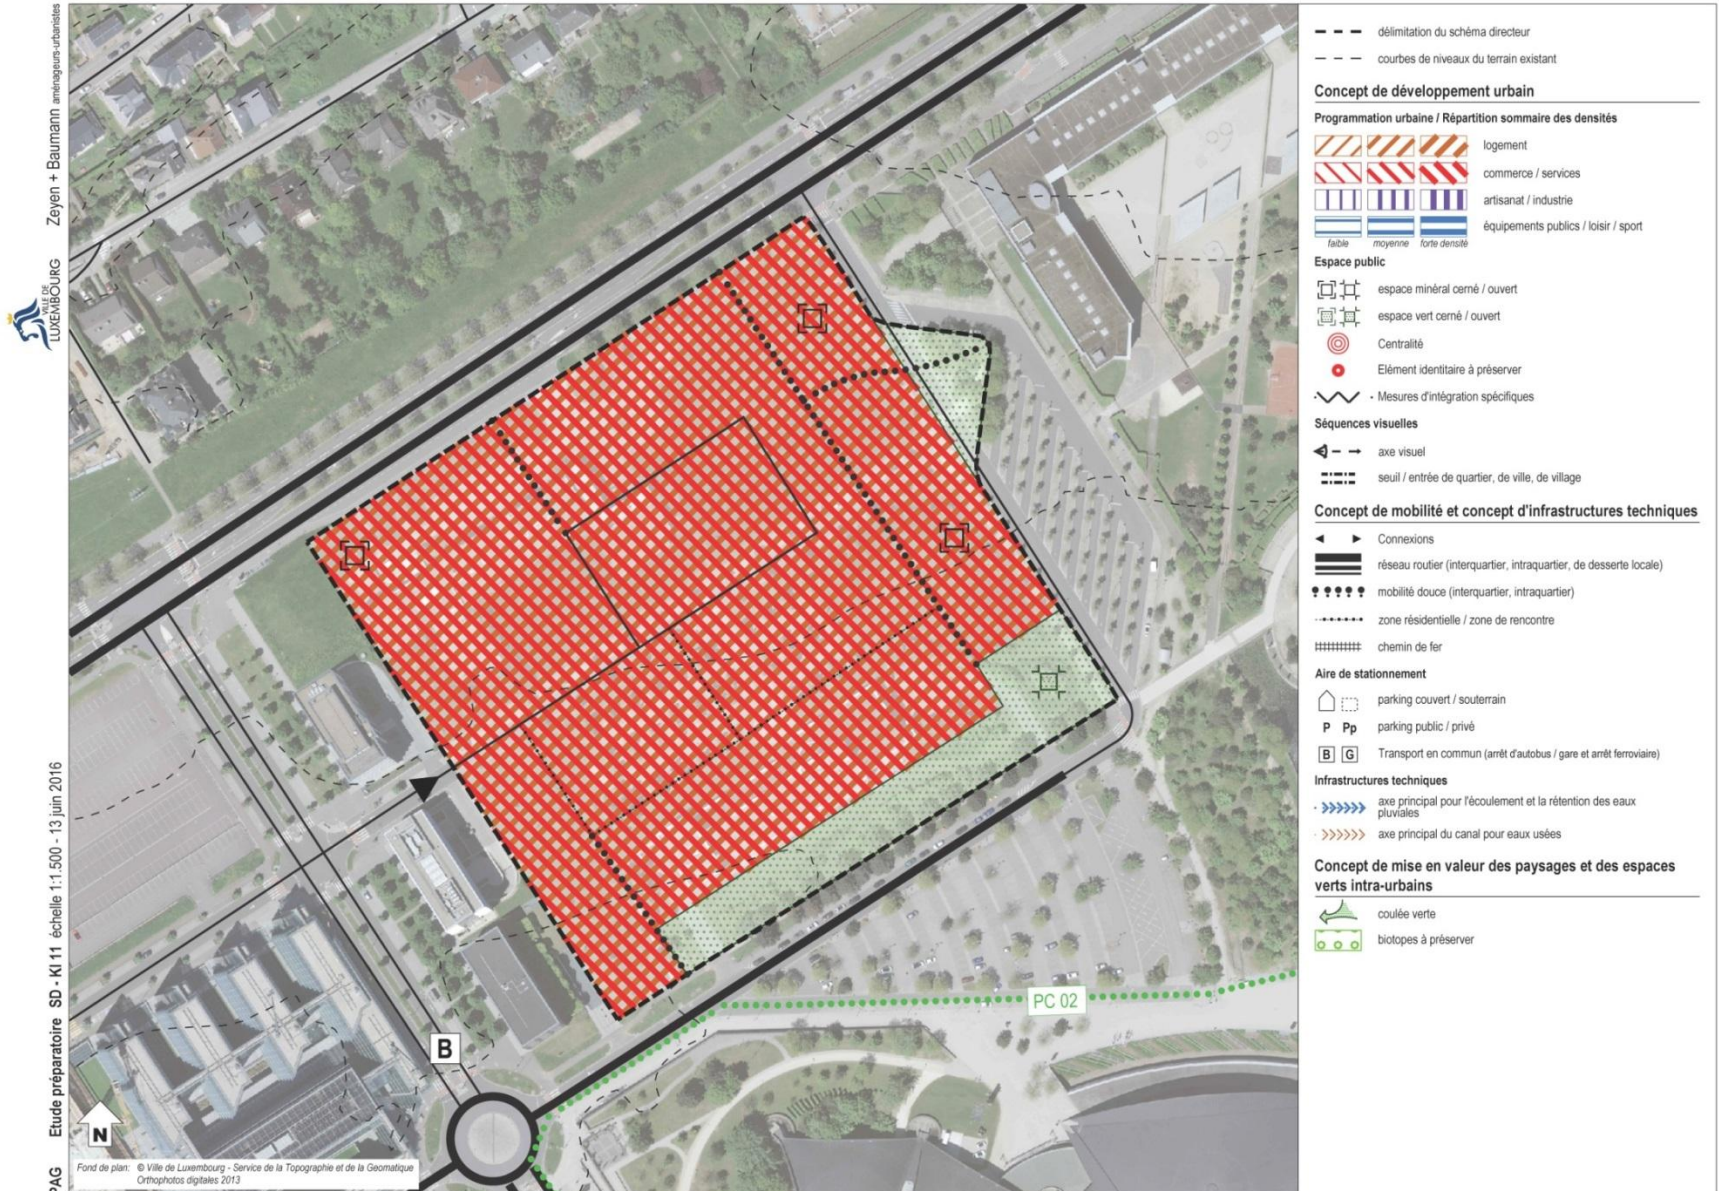 Zeyen + Baumann aménageurs-urbanistes
VILLE DE
LUXEMBOURG
Etude préparatoire SD - KI 11 échelle 1:1.500 - 13 juin 2016
PAG
B
N
PC 02
Fond de plan: © Ville de Luxembourg - Service de la Topographie et de la Geomatique
Orthophotos digitales 2013
délimitation du schéma directeur
courbes de niveaux du terrain existant
Concept de développement urbain
Programmation urbaine / Répartition sommaire des densités
logement
commerce / services
artisanat / industrie
équipements publics / loisir / sport
faible moyenne forte densité
Espace public
espace minéral cerné / ouvert
espace vert cerné / ouvert
Centralité
Elément identitaire à préserver
Mesures d'intégration spécifiques
Séquences visuelles
axe visuel
seuil / entrée de quartier, de ville, de village
Concept de mobilité et concept d'infrastructures techniques
Connexions
réseau routier (interquartier, intraquartier, de desserte locale)
mobilité douce (interquartier, intraquartier)
zone résidentielle / zone de rencontre
chemin de fer
Aire de stationnement
parking couvert / souterrain
P Pp parking public / privé
B G Transport en commun (arrêt d'autobus / gare et arrêt ferroviaire)
Infrastructures techniques
axe principal pour l'écoulement et la rétention des eaux
pluviales
axe principal du canal pour eaux usées
Concept de mise en valeur des paysages et des espaces
verts intra-urbains
coulée verte
biotopes à préserver